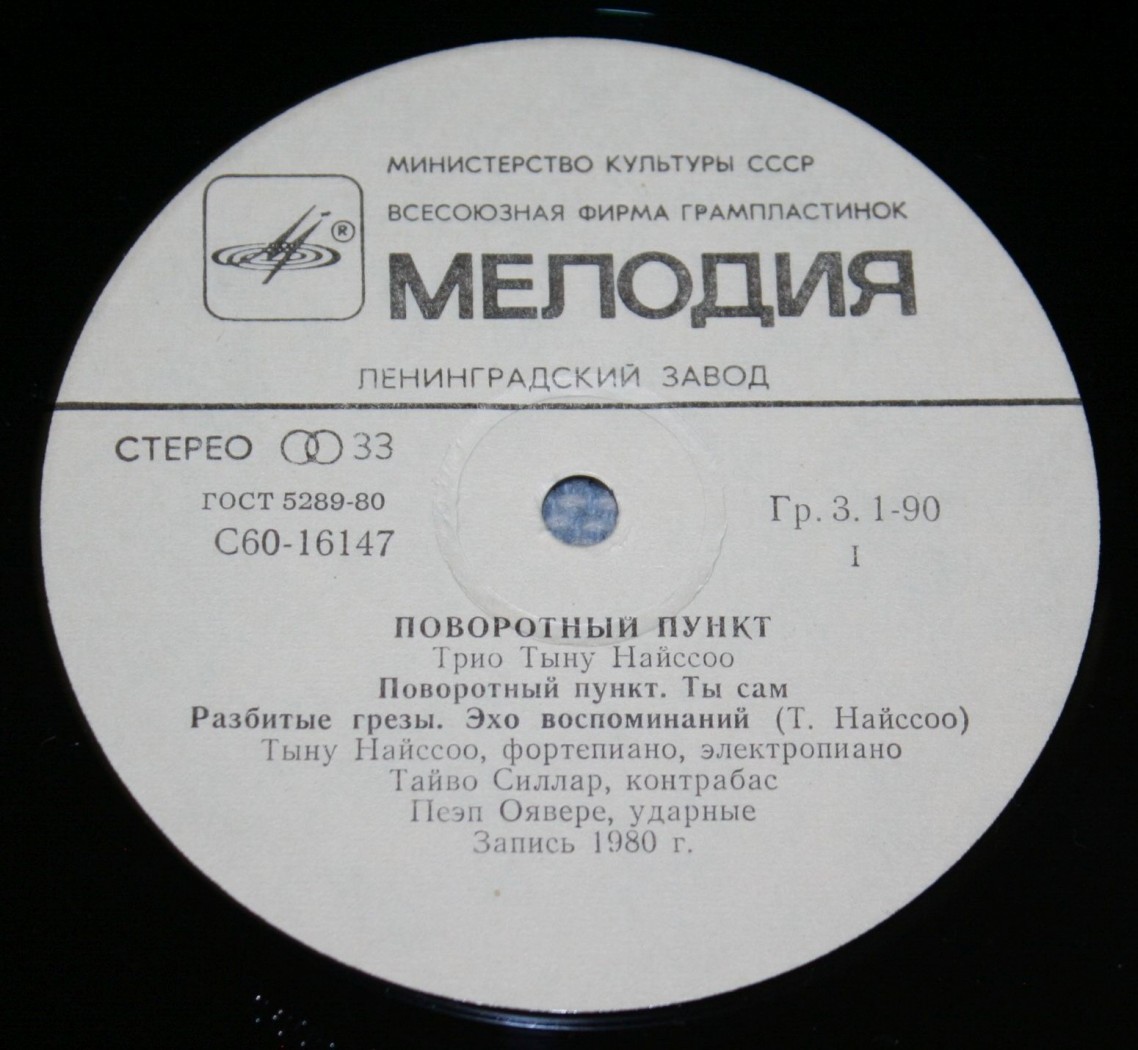 МИНИСТЕРСТВО КУЛЬТУРЫ СССР
ВСЕСОЮЗНАЯ ФИРМА ГРАМПЛАСТИНОК
®
МЕЛОДИЯ
ЛЕНИНГРАДСКИЙ ЗАВОД
СТЕРЕО 33
ГОСТ 5289-80
С60-16147
Гр. 3. 1-90
I
ПОВОРОТНЫЙ ПУНКТ
Трио Тыну Найссоо
Поворотный пункт. Ты сам
Разбитые грезы. Эхо воспоминаний (Т. Найссоо)
Тыну Найссоо, фортепиано, электропиано
Тайво Силлар, контрабас
Пеэп Оявере, ударные
Запись 1980 г.